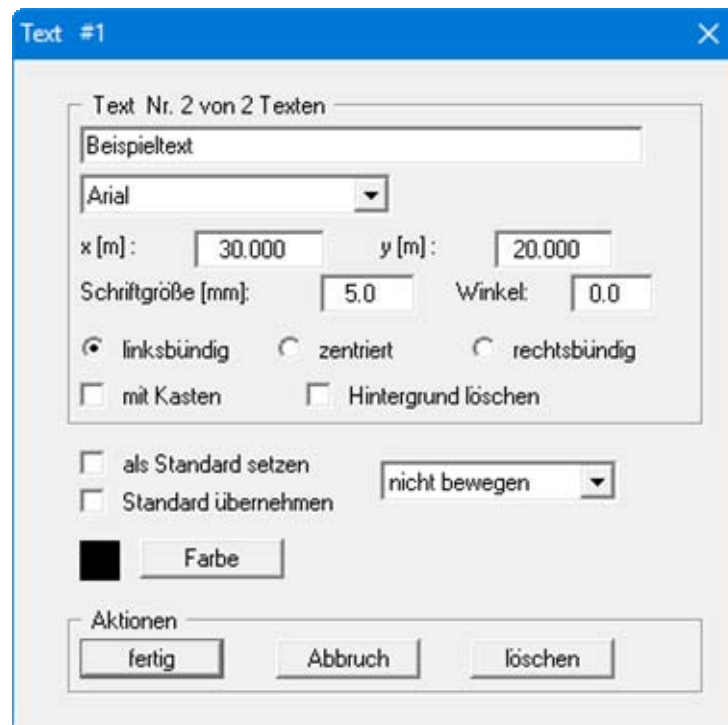 Text #1
Text Nr. 2 von 2 Texten
Beispieltext
Arial
x [m] : 30.000 y [m] : 20.000
Schriftgröße [mm]: 5.0 Winkel: 0.0
linksbündig zentriert rechtsbündig
mit Kasten Hintergrund löschen
als Standard setzen
nicht bewegen
Standard übernehmen
Farbe
Aktionen
fertig Abbruch löschen